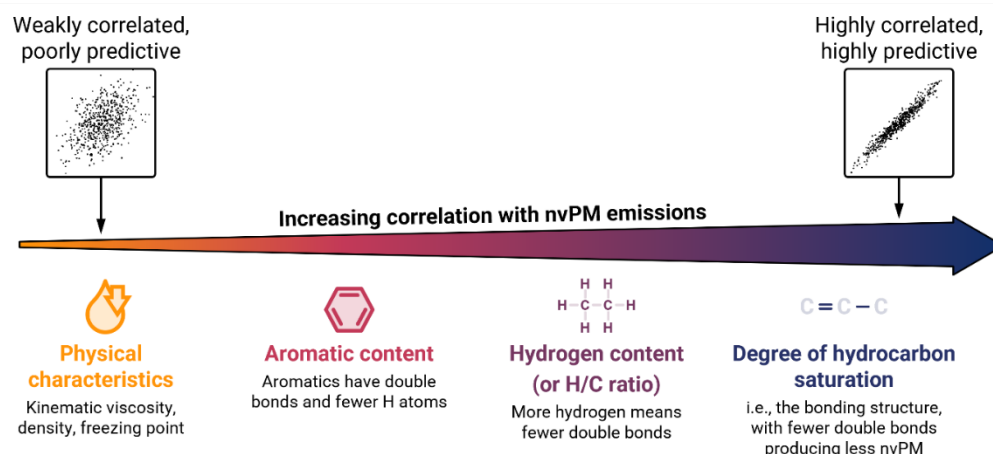 Weakly correlated,
poorly predictive
Highly correlated,
highly predictive
Increasing correlation with nvPM emissions
Physical
characteristics
Kinematic viscosity,
density, freezing point
Aromatic content
Aromatics have double
bonds and fewer H atoms
H H
H C C H
H H
Hydrogen content
(or H/C ratio)
More hydrogen means
fewer double bonds
C = C – C
Degree of hydrocarbon
saturation
i.e., the bonding structure,
with fewer double bonds
producing less nvPM